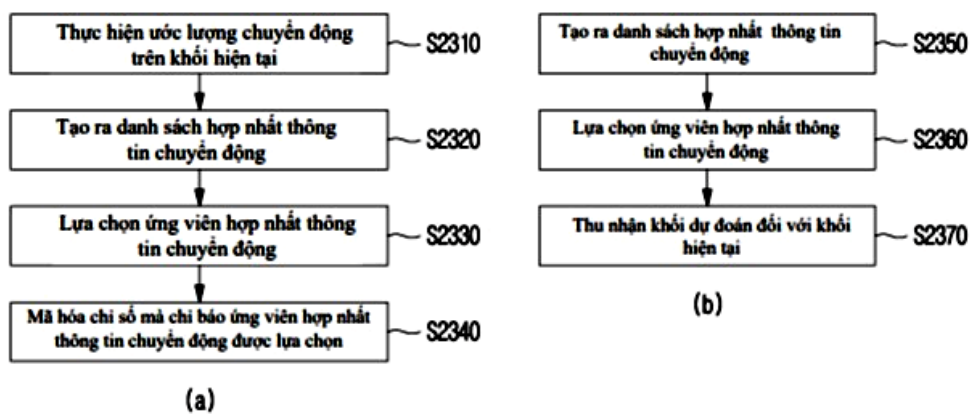 Thực hiện ước lượng chuyển động
trên khối hiện tại
S2310
Tạo ra danh sách hợp nhất thông
tin chuyển động
S2320
Lựa chọn ứng viên hợp nhất thông
tin chuyển động
S2330
Mã hóa chỉ số mà chỉ báo ứng viên hợp nhất
thông tin chuyển động được lựa chọn
S2340
(a)
Tạo ra danh sách hợp nhất thông tin
chuyển động
S2350
Lựa chọn ứng viên hợp nhất thông
tin chuyển động
S2360
Thu nhận khối dự đoán đối với khối
hiện tại
S2370
(b)